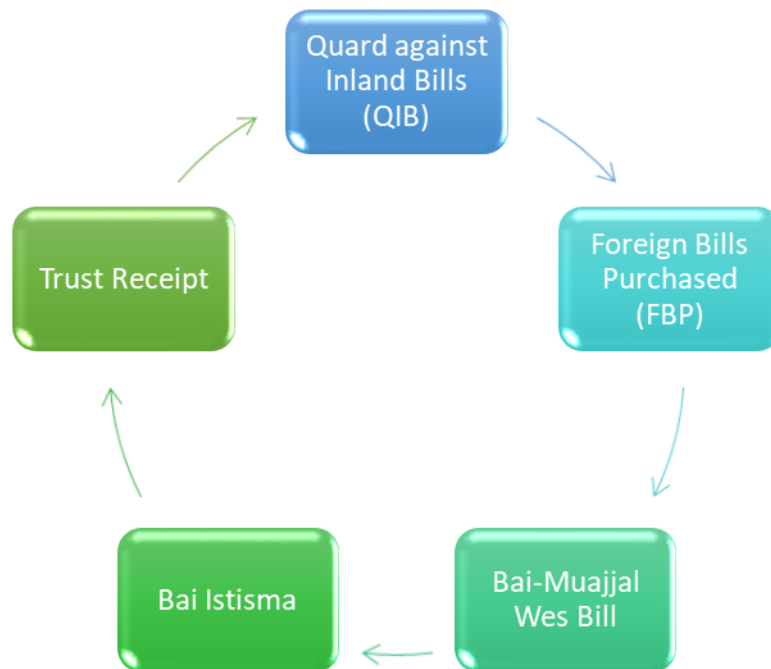 Quard against
Inland Bills
(QIB)
Foreign Bills
Purchased
(FBP)
Bai-Muajjal
Wes Bill
Bai Istisma
Trust Receipt